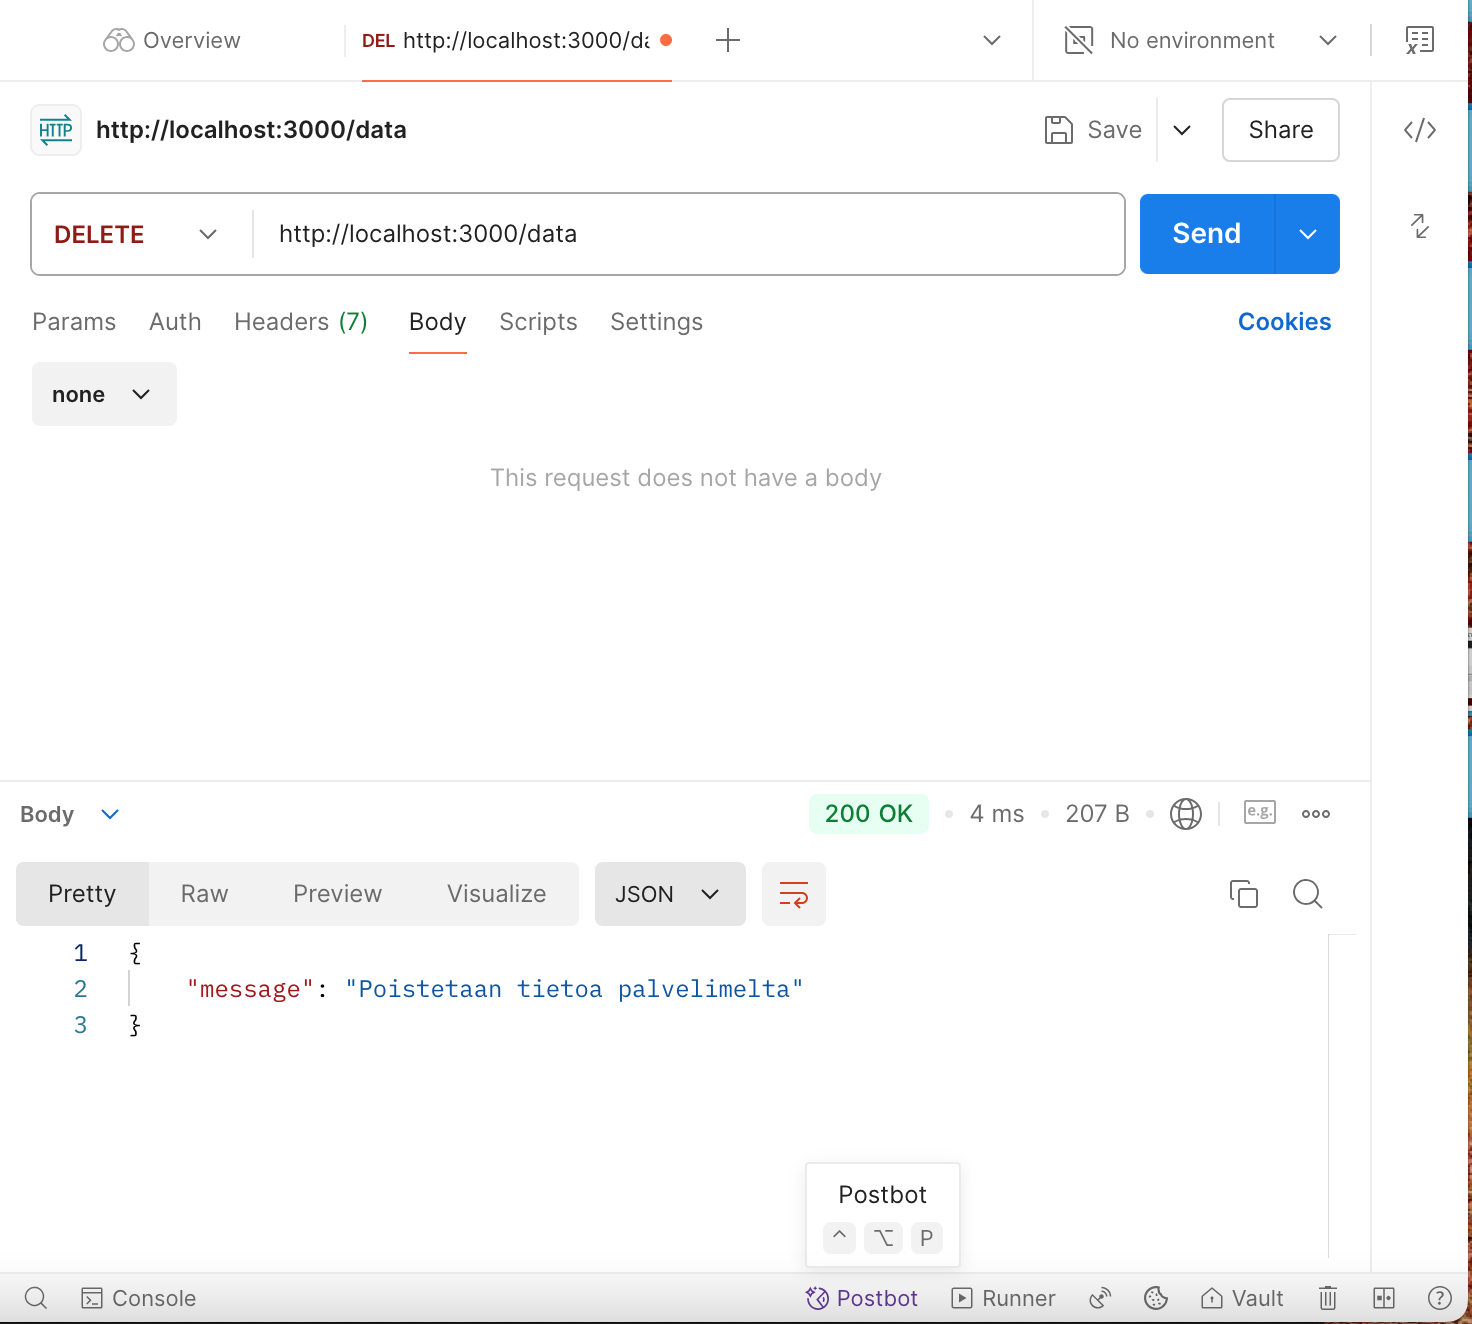 Overview
DEL http://localhost:3000/da
No environment
HTTP http://localhost:3000/data
Save
Share
DELETE
http://localhost:3000/data
Send
Params Auth Headers (7) Body Scripts Settings
Cookies
none
This request does not have a body
Body
200 OK • 4 ms • 207 B •
e.g.
Pretty Raw Preview Visualize
JSON
1 {
2 "message": "Poistetaan tietoa palvelimelta"
3 }
Postbot
^ ⌥ P
Console
Postbot
Runner
Vault